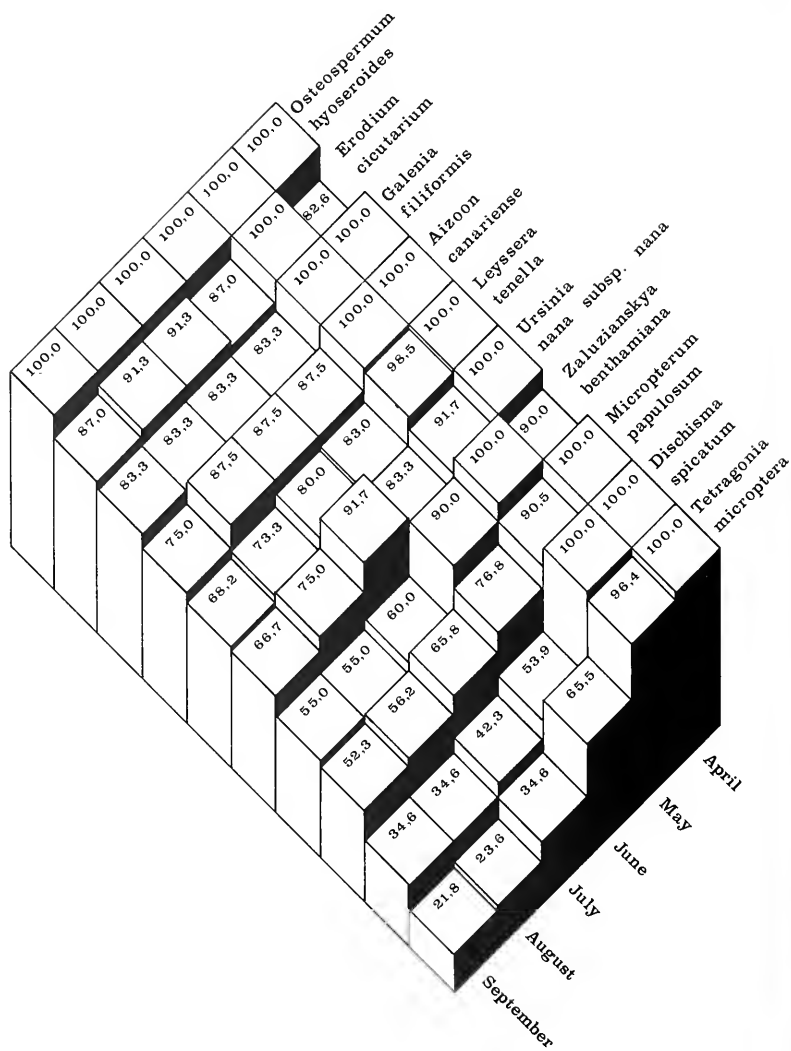 Osteospermum
hyoseroides
Erodium
cicutarium
Galenia
filiformis
Aizoon
canariense
Leyssera
tenella
Ursinia
nana subsp. nana
Zaluzianskya
benthamiana
Micropterum
papulosum
Dischisma
spicatum
Tetragonia
microptera
100,0 100,0 100,0 100,0 100,0 100,0
87,0 91,3 91,3 87,0 100,0 82,6
83,3 83,3 83,3 83,3 100,0 100,0
75,0 87,5 87,5 87,5 100,0 100,0
68,2 73,3 80,0 83,0 98,5 100,0
66,7 75,0 91,7 83,3 91,7 100,0
55,0 55,0 60,0 90,0 100,0 90,0
52,3 56,2 65,8 76,8 90,5 100,0
34,6 34,6 42,3 53,9 100,0 100,0
21,8 23,6 34,6 65,5 96,4 100,0
April
May
June
July
August
September